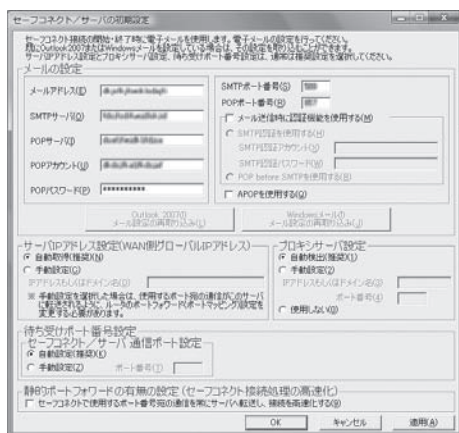 セーフコネクト／サーバの初期設定
セーフコネクト接続の開始・終了時に電子メールを使用します。電子メールの設定を行ってください。
既にOutlook2007またはWindowsメールを設定している場合は、その設定を取り込むことができます。
サーバIPアドレス設定とプロキシサーバ設定、待ち受けポート番号設定は、通常は推奨設定を選択してください。
メールの設定
メールアドレス(E)
SMTPサーバ(O)
POPサーバ(I)
POPアカウント(U)
POPパスワード(P) **********
SMTPポート番号(S)
POPポート番号(R)
メール送信時に認証機能を使用する(M)
SMTP認証を使用する(H)
SMTP認証アカウント(Y)
SMTP認証パスワード(W)
POP before SMTPを使用する(B)
APOPを使用する(Q)
Outlook 2007の
メール設定の再取り込み(L)
Windowsメールの
メール設定の再取り込み(J)
サーバIPアドレス設定(WAN側グローバルIPアドレス)
自動取得(推奨)(N)
手動設定(C)
IPアドレスもしくはドメイン名(G)
※ 手動設定を選択した場合は、使用するポート宛の通信がこのサーバ
に転送されるように、ルータのポートフォワード(ポートマッピング)設定を
変更する必要があります。
プロキシサーバ設定
自動検出(推奨)(1)
手動設定(2)
IPアドレスもしくはドメイン名(3)
ポート番号(4)
使用しない(V)
待ち受けポート番号設定
セーフコネクト／サーバ 通信ポート設定
自動設定(推奨)(K)
手動設定(Z)
ポート番号(T)
静的ポートフォワードの有無の設定 (セーフコネクト接続処理の高速化)
セーフコネクトで使用するポート番号宛の通信を常にサーバへ転送し、接続を高速化する(D)
OK
キャンセル
適用(A)